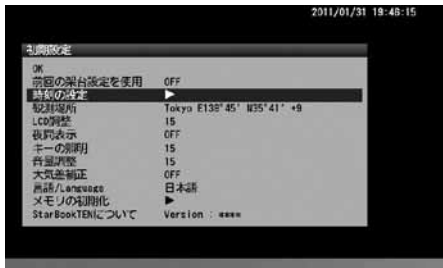 2011/01/31 19:46:15
初期設定
OK
前回の架台設定を使用 OFF
時刻の設定 ▶
観測場所 Tokyo E139°45' N35°41' +9
LCD調整 15
夜間表示 OFF
キーの照明 15
音量調整 15
大気差補正 OFF
言語/Language 日本語
メモリの初期化 ▶
StarBookTENについて Version : ****